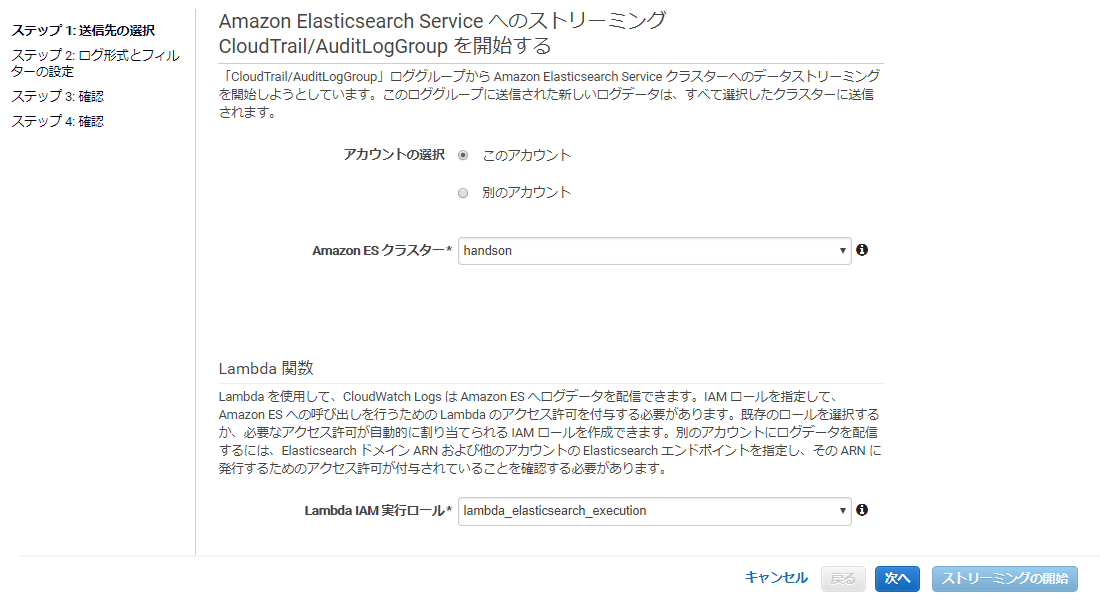 ステップ 1: 送信先の選択
ステップ 2: ログ形式とフィル
ターの設定
ステップ 3: 確認
ステップ 4: 確認
Amazon Elasticsearch Service へのストリーミング
CloudTrail/AuditLogGroup を開始する
「CloudTrail/AuditLogGroup」ロググループから Amazon Elasticsearch Service クラスターへのデータストリーミング
を開始しようとしています。このロググループに送信された新しいログデータは、すべて選択したクラスターに送信
されます。
アカウントの選択 このアカウント
別のアカウント
Amazon ES クラスター* handson
Lambda 関数
Lambda を使用して、CloudWatch Logs は Amazon ES へログデータを配信できます。IAM ロールを指定して、
Amazon ES への呼び出しを行うための Lambda のアクセス許可を付与する必要があります。既存のロールを選択する
か、必要なアクセス許可が自動的に割り当てられる IAM ロールを作成できます。別のアカウントにログデータを配信
するには、Elasticsearch ドメイン ARN および他のアカウントの Elasticsearch エンドポイントを指定し、その ARN に
発行するためのアクセス許可が付与されていることを確認する必要があります。
Lambda IAM 実行ロール* lambda_elasticsearch_execution
キャンセル 戻る 次へ ストリーミングの開始